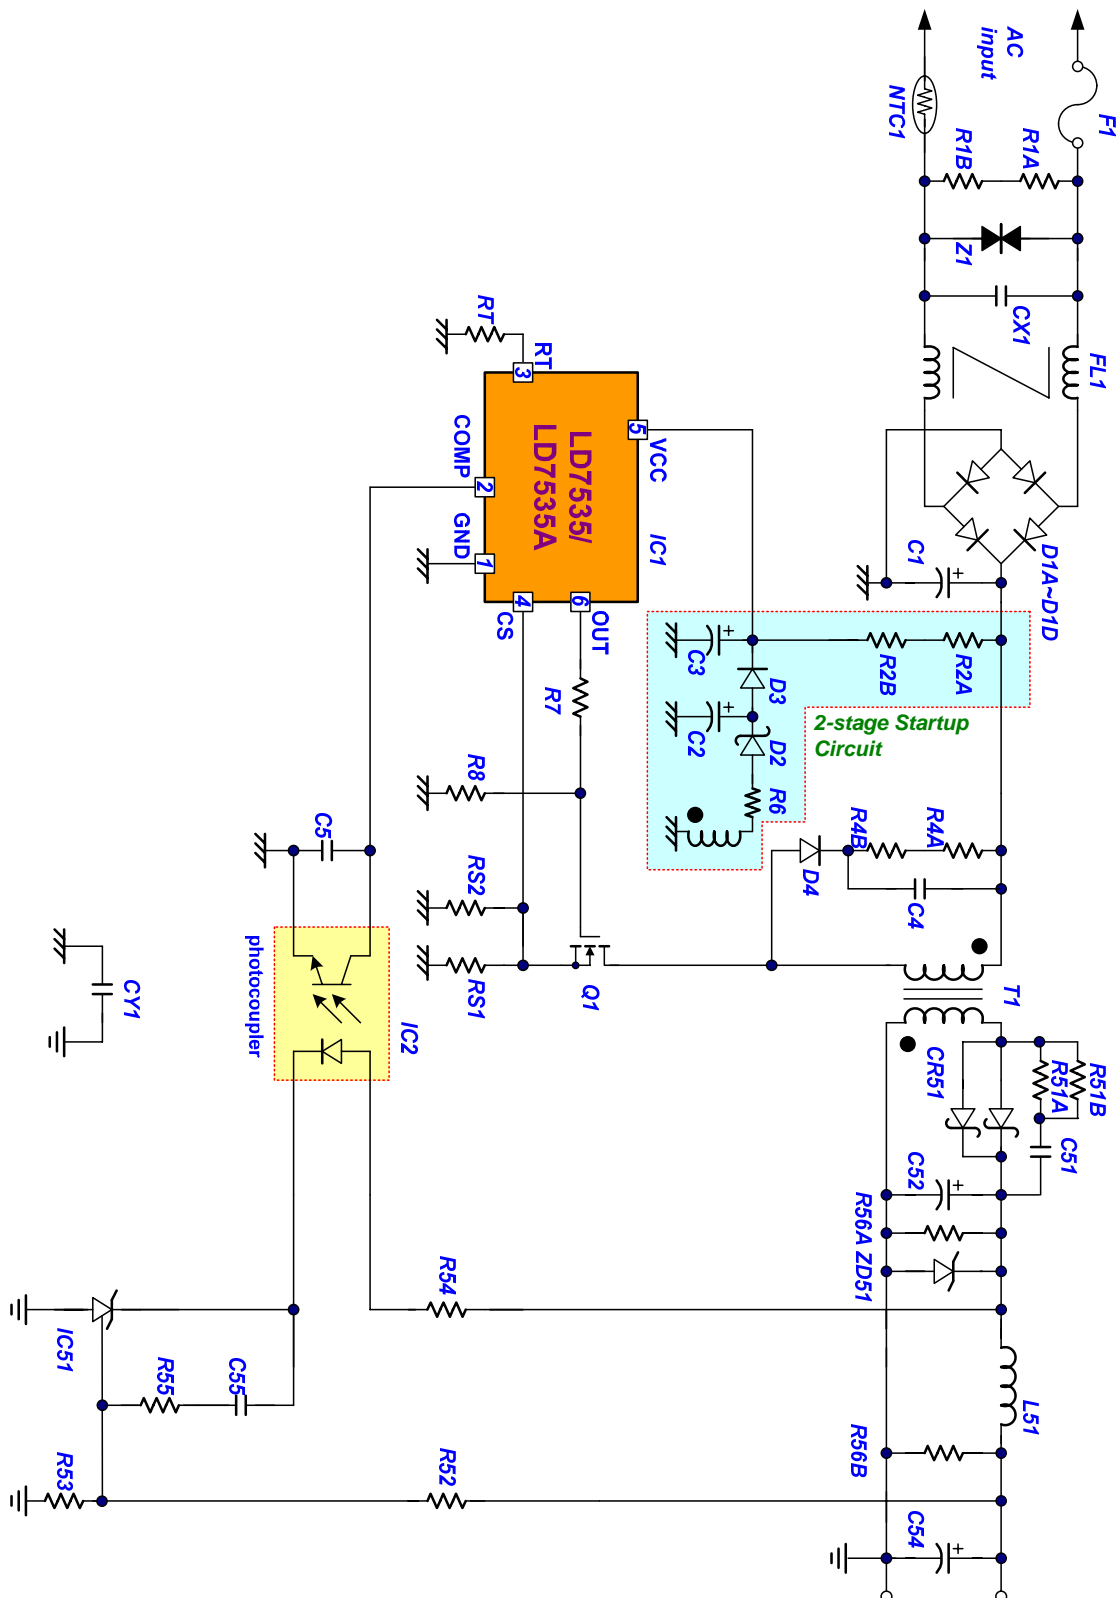 AC
input
F1
NTC1
R1B
R1A
Z1
CX1
FL1
D1A~D1D
C1
R2A
R2B
2-stage Startup
Circuit
C3
D3
C2
D2
R6
R4B
R4A
D4
C4
RT
RT
3
COMP
2
GND
1
LD7535/
LD7535A
5
VCC
IC1
4
CS
6
OUT
R7
R8
RS2
RS1
Q1
T1
C5
photocoupler
IC2
CY1
CR51
R51A
R51B
C51
C52
R56A
ZD51
R54
L51
R56B
R52
C54
IC51
R55
C55
R53
+
+
+
+
+